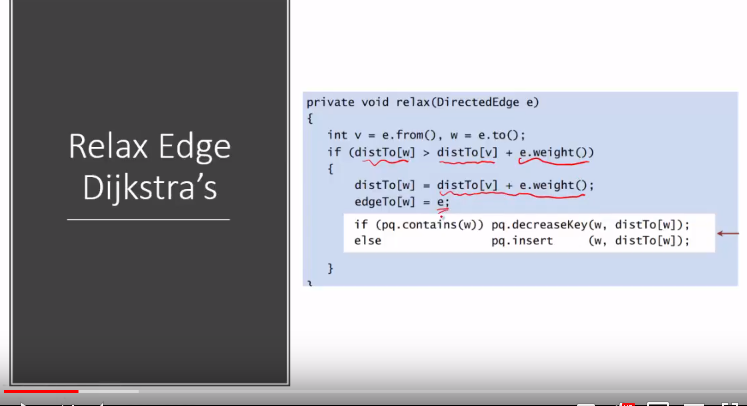 Relax Edge
Dijkstra's
private void relax(DirectedEdge e)
{
int v = e.from(), w = e.to();
if (distTo[w] > distTo[v] + e.weight())
{
distTo[w] = distTo[v] + e.weight();
edgeTo[w] = e;
if (pq.contains(w)) pq.decreaseKey(w, distTo[w]);
else pq.insert (w, distTo[w]);
}
}